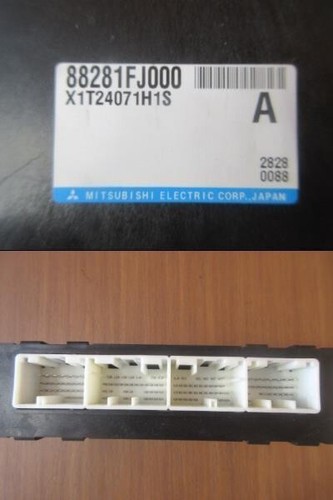 88281FJ000
X1T24071H1S
A
2828
0088
MITSUBISHI ELECTRIC CORP., JAPAN